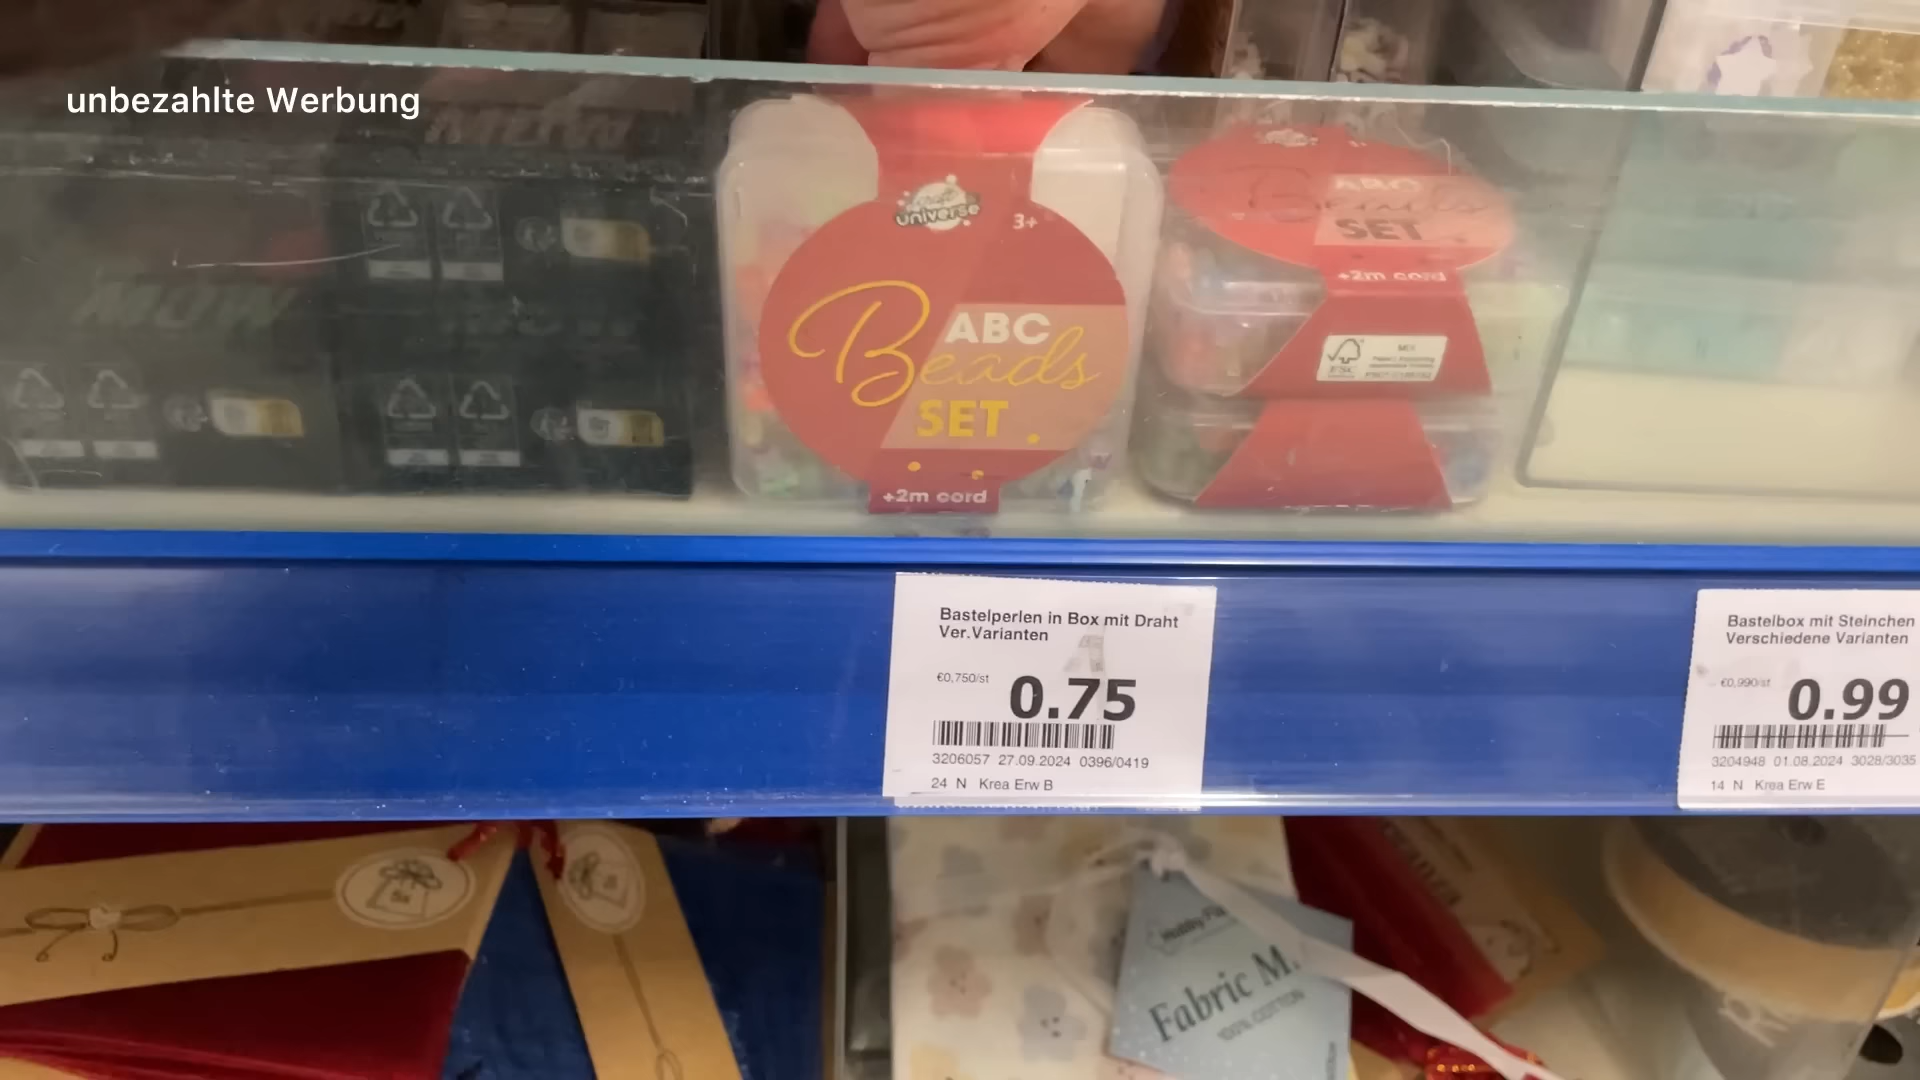 unbezahlte Werbung
universe
3+
ABC
Beads
SET
+2m cord
ABC
Beads
SET
+2m cord
FSC
Bastelperlen in Box mit Draht
Ver.Varianten
€0,750/st
0.75
3206057 27.09.2024 0396/0419
24 N Krea Erw B
Bastelbox mit Steinchen
Verschiedene Varianten
€0,990/st
0.99
3204948 01.08.2024 3028/3035
14 N Krea Erw E
Fabric M.
100% COTTON